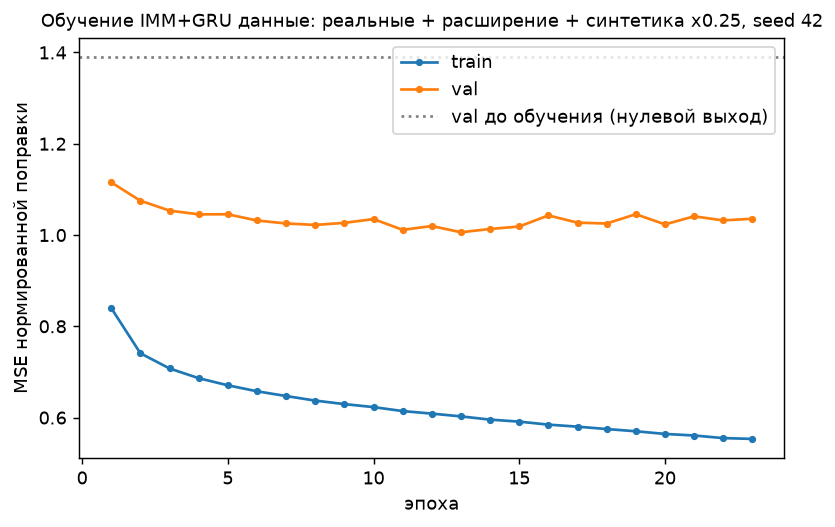 Обучение IMM+GRU данные: реальные + расширение + синтетика x0.25, seed 42
train
val
val до обучения (нулевой выход)
MSE нормированной поправки
1.4
1.2
1.0
0.8
0.6
0
5
10
15
20
эпоха